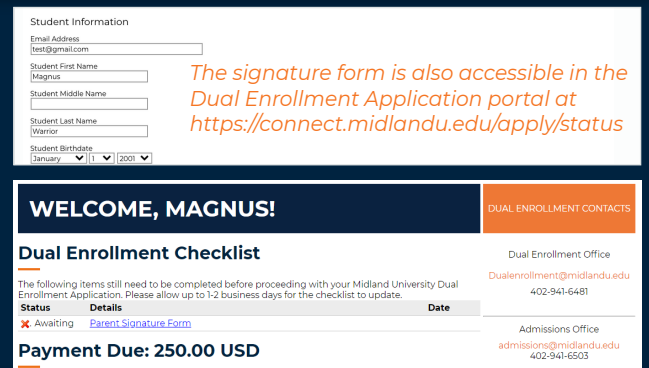 Student Information
Email Address
test@gmail.com
Student First Name
Magnus
Student Middle Name
Student Last Name
Warrior
Student Birthdate
January 1 2001
The signature form is also accessible in the
Dual Enrollment Application portal at
https://connect.midlandu.edu/apply/status
WELCOME, MAGNUS!
Dual Enrollment Checklist
The following items still need to be completed before proceeding with your Midland University Dual
Enrollment Application. Please allow up to 1-2 business days for the checklist to update.
Status Details Date
Awaiting Parent Signature Form
Payment Due: 250.00 USD
DUAL ENROLLMENT CONTACTS
Dual Enrollment Office
Dualenrollment@midlandu.edu
402-941-6481
Admissions Office
admissions@midlandu.edu
402-941-6503